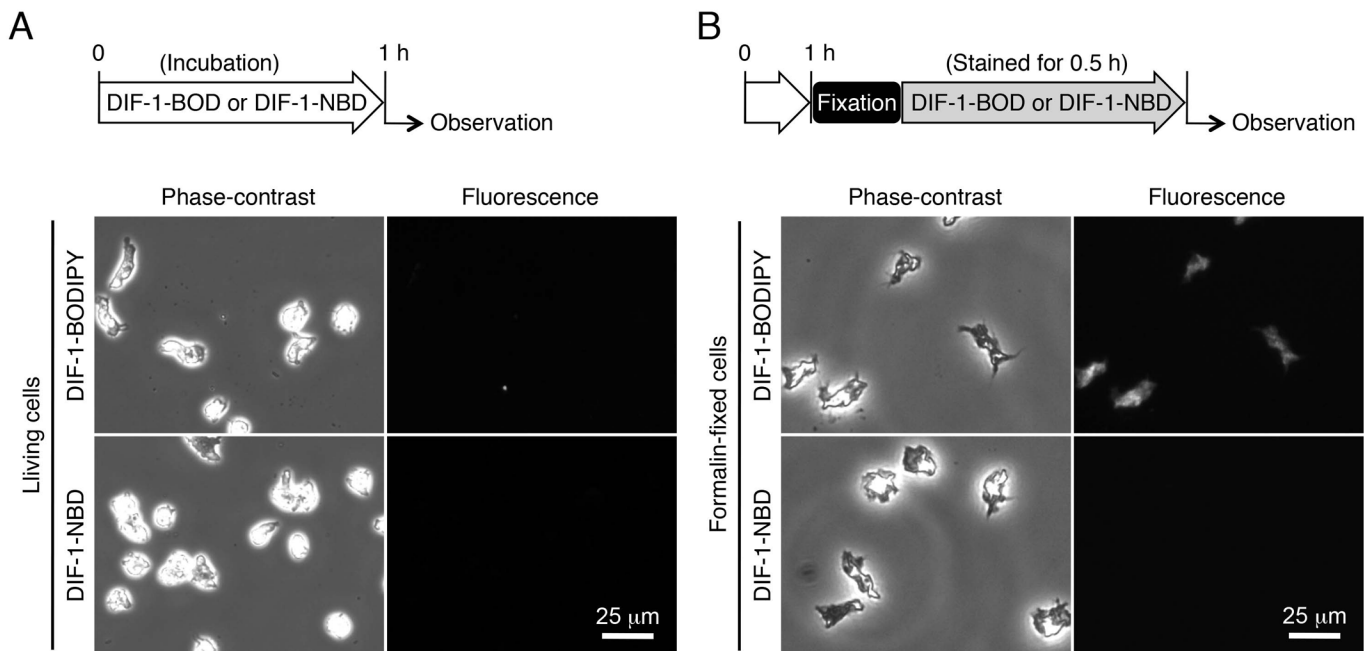 A
0
1 h
(Incubation)
DIF-1-BOD or DIF-1-NBD
Observation
Phase-contrast
Fluorescence
Lliving cells
DIF-1-BODIPY
DIF-1-NBD
25 μm
B
0
1 h
(Stained for 0.5 h)
Fixation
DIF-1-BOD or DIF-1-NBD
Observation
Phase-contrast
Fluorescence
Formalin-fixed cells
DIF-1-BODIPY
DIF-1-NBD
25 μm